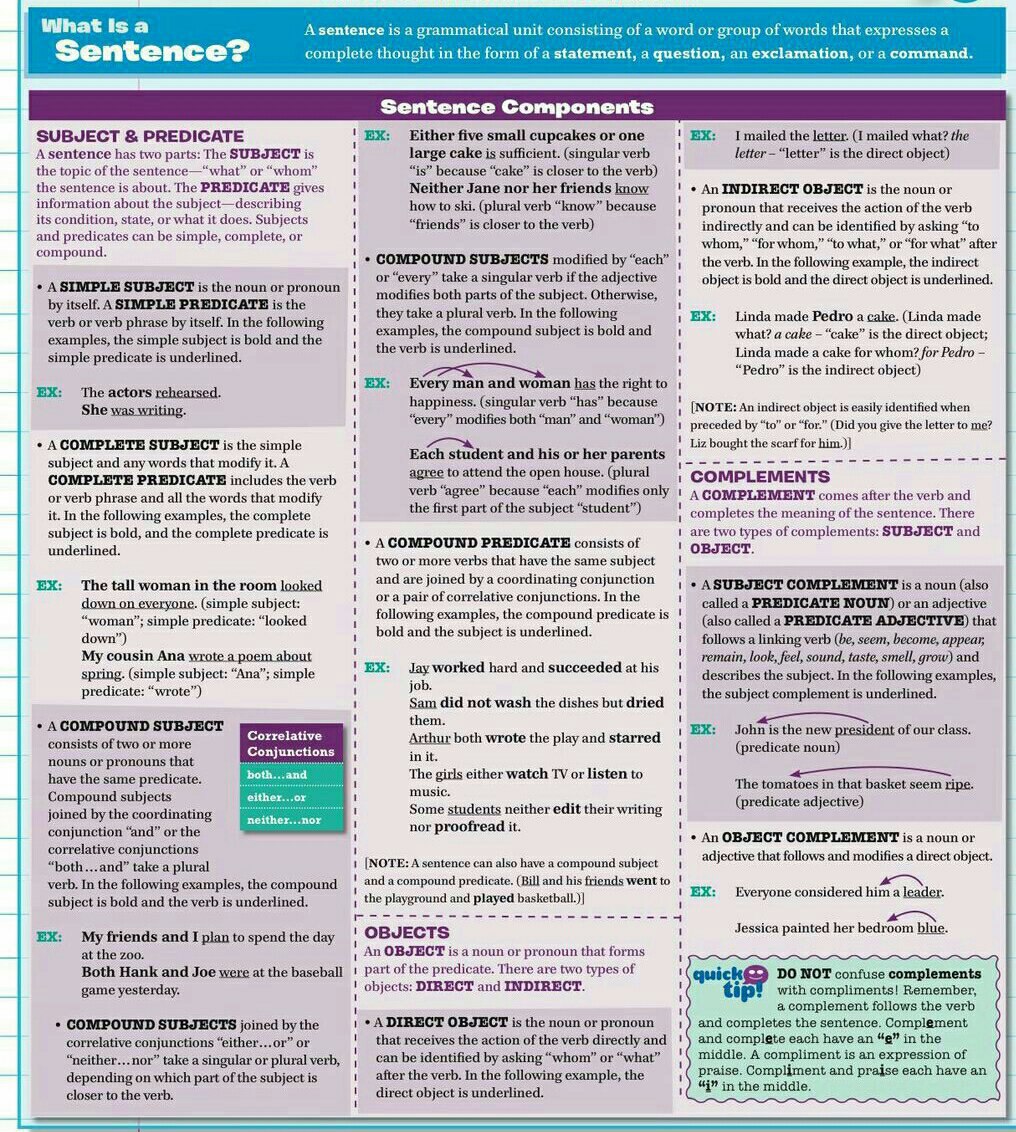 What Is a
Sentence?
A sentence is a grammatical unit consisting of a word or group of words that expresses a
complete thought in the form of a statement, a question, an exclamation, or a command.
Sentence Components
SUBJECT & PREDICATE
A sentence has two parts: The SUBJECT is
the topic of the sentence—“what” or “whom”
the sentence is about. The PREDICATE gives
information about the subject—describing
its condition, state, or what it does. Subjects
and predicates can be simple, complete, or
compound.
• A SIMPLE SUBJECT is the noun or pronoun
by itself. A SIMPLE PREDICATE is the
verb or verb phrase by itself. In the following
examples, the simple subject is bold and the
simple predicate is underlined.
EX: The actors rehearsed.
She was writing.
• A COMPLETE SUBJECT is the simple
subject and any words that modify it. A
COMPLETE PREDICATE includes the verb
or verb phrase and all the words that modify
it. In the following examples, the complete
subject is bold, and the complete predicate is
underlined.
EX: The tall woman in the room looked
down on everyone. (simple subject:
“woman”; simple predicate: “looked
down”)
My cousin Ana wrote a poem about
spring. (simple subject: “Ana”; simple
predicate: “wrote”)
• A COMPOUND SUBJECT
consists of two or more
nouns or pronouns that
have the same predicate.
Compound subjects
joined by the coordinating
conjunction “and” or the
correlative conjunctions
“both...and” take a plural
verb. In the following examples, the compound
subject is bold and the verb is underlined.
Correlative
Conjunctions
both...and
either...or
neither...nor
EX: My friends and I plan to spend the day
at the zoo.
Both Hank and Joe were at the baseball
game yesterday.
• COMPOUND SUBJECTS joined by the
correlative conjunctions “either...or” or
“neither...nor” take a singular or plural verb,
depending on which part of the subject is
closer to the verb.
EX: Either five small cupcakes or one
large cake is sufficient. (singular verb
“is” because “cake” is closer to the verb)
Neither Jane nor her friends know
how to ski. (plural verb “know” because
“friends” is closer to the verb)
• COMPOUND SUBJECTS modified by “each”
or “every” take a singular verb if the adjective
modifies both parts of the subject. Otherwise,
they take a plural verb. In the following
examples, the compound subject is bold and
the verb is underlined.
EX: Every man and woman has the right to
happiness. (singular verb “has” because
“every” modifies both “man” and “woman”)
Each student and his or her parents
agree to attend the open house. (plural
verb “agree” because “each” modifies only
the first part of the subject “student”)
• A COMPOUND PREDICATE consists of
two or more verbs that have the same subject
and are joined by a coordinating conjunction
or a pair of correlative conjunctions. In the
following examples, the compound predicate is
bold and the subject is underlined.
EX: Jay worked hard and succeeded at his
job.
Sam did not wash the dishes but dried
them.
Arthur both wrote the play and starred
in it.
The girls either watch TV or listen to
music.
Some students neither edit their writing
nor proofread it.
[NOTE: A sentence can also have a compound subject
and a compound predicate. (Bill and his friends went to
the playground and played basketball.)]
OBJECTS
An OBJECT is a noun or pronoun that forms
part of the predicate. There are two types of
objects: DIRECT and INDIRECT.
• A DIRECT OBJECT is the noun or pronoun
that receives the action of the verb directly and
can be identified by asking “whom” or “what”
after the verb. In the following example, the
direct object is underlined.
EX: I mailed the letter. (I mailed what? the
letter – “letter” is the direct object)
• An INDIRECT OBJECT is the noun or
pronoun that receives the action of the verb
indirectly and can be identified by asking “to
whom,” “for whom,” “to what,” or “for what” after
the verb. In the following example, the indirect
object is bold and the direct object is underlined.
EX: Linda made Pedro a cake. (Linda made
what? a cake – “cake” is the direct object;
Linda made a cake for whom? for Pedro –
“Pedro” is the indirect object)
[NOTE: An indirect object is easily identified when
preceded by “to” or “for.” (Did you give the letter to me?
Liz bought the scarf for him.)]
COMPLEMENTS
A COMPLEMENT comes after the verb and
completes the meaning of the sentence. There
are two types of complements: SUBJECT and
OBJECT.
• A SUBJECT COMPLEMENT is a noun (also
called a PREDICATE NOUN) or an adjective
(also called a PREDICATE ADJECTIVE) that
follows a linking verb (be, seem, become, appear,
remain, look, feel, sound, taste, smell, grow) and
describes the subject. In the following examples,
the subject complement is underlined.
EX: John is the new president of our class.
(predicate noun)
The tomatoes in that basket seem ripe.
(predicate adjective)
• An OBJECT COMPLEMENT is a noun or
adjective that follows and modifies a direct object.
EX: Everyone considered him a leader.
Jessica painted her bedroom blue.
quick
tip!
DO NOT confuse complements
with compliments! Remember,
a complement follows the verb
and completes the sentence. Complement
and complete each have an “e” in the
middle. A compliment is an expression of
praise. Compliment and praise each have an
“i” in the middle.